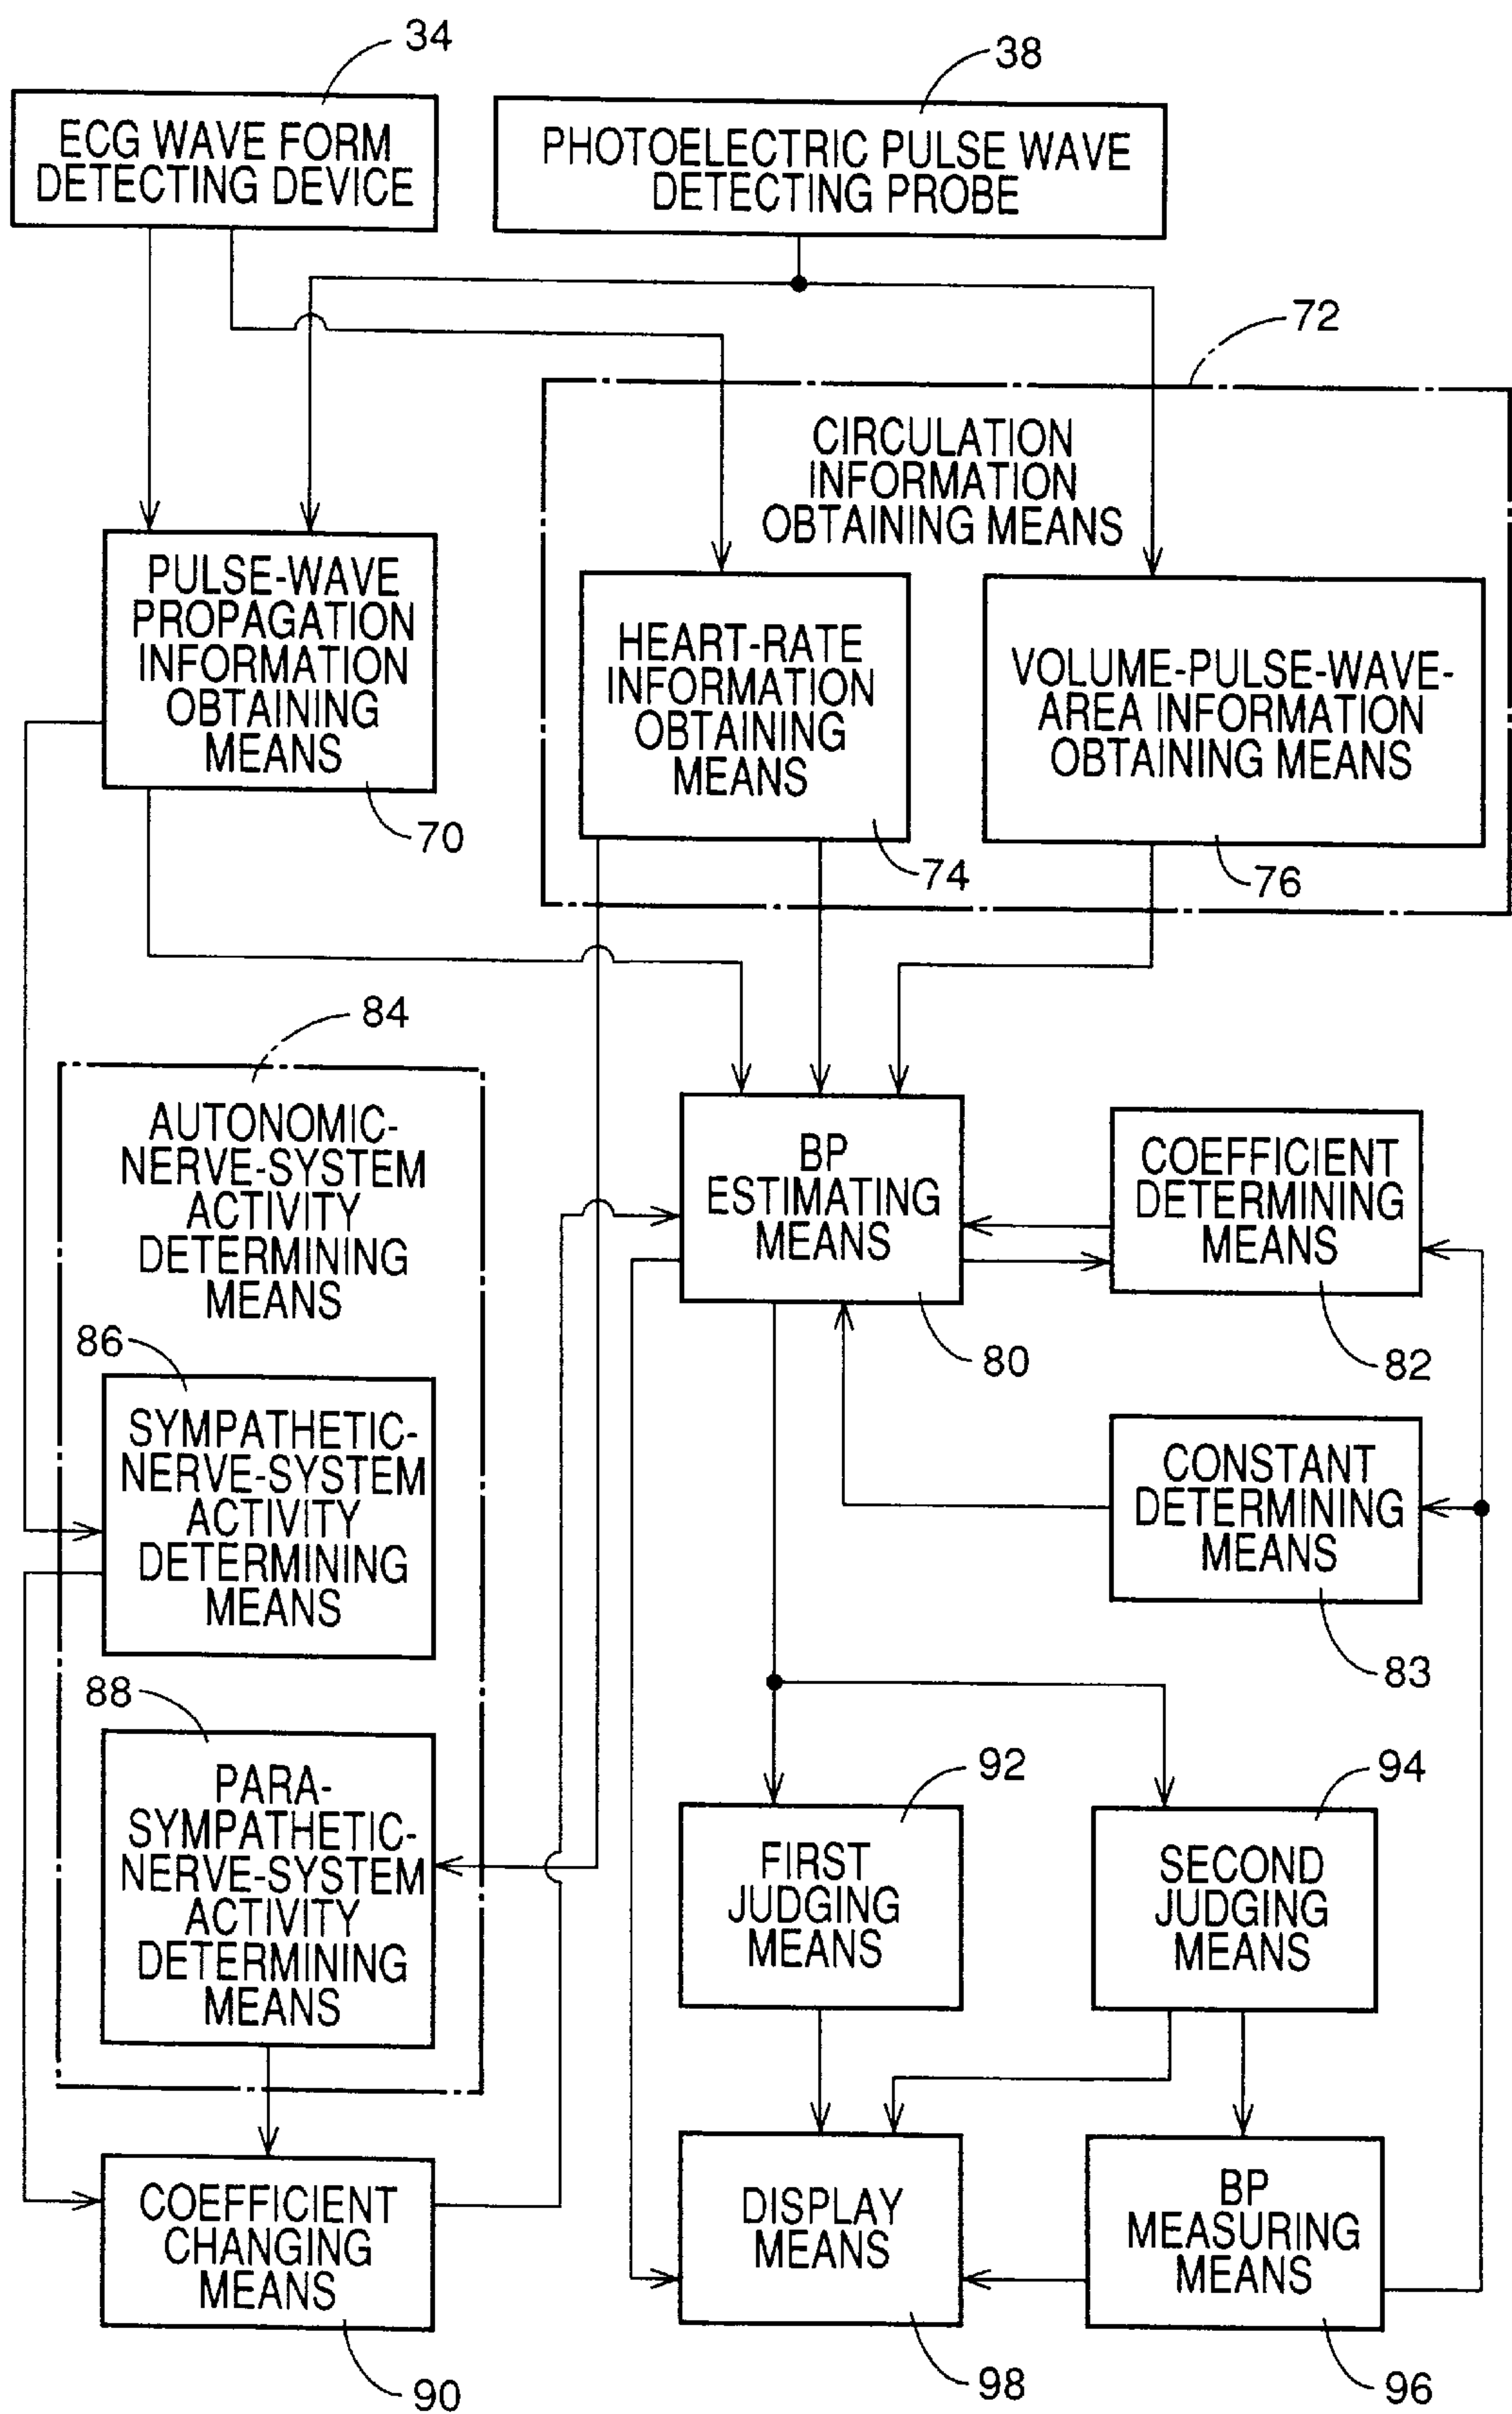 34
38
ECG WAVE FORM
DETECTING DEVICE
PHOTOELECTRIC PULSE WAVE
DETECTING PROBE
72
CIRCULATION
INFORMATION
OBTAINING MEANS
PULSE-WAVE
PROPAGATION
INFORMATION
OBTAINING
MEANS
70
HEART-RATE
INFORMATION
OBTAINING
MEANS
74
VOLUME-PULSE-WAVE-
AREA INFORMATION
OBTAINING MEANS
76
84
AUTONOMIC-
NERVE-SYSTEM
ACTIVITY
DETERMINING
MEANS
BP
ESTIMATING
MEANS
80
COEFFICIENT
DETERMINING
MEANS
82
86
SYMPATHETIC-
NERVE-SYSTEM
ACTIVITY
DETERMINING
MEANS
CONSTANT
DETERMINING
MEANS
83
88
PARA-
SYMPATHETIC-
NERVE-SYSTEM
ACTIVITY
DETERMINING
MEANS
92
FIRST
JUDGING
MEANS
94
SECOND
JUDGING
MEANS
COEFFICIENT
CHANGING
MEANS
90
DISPLAY
MEANS
98
BP
MEASURING
MEANS
96